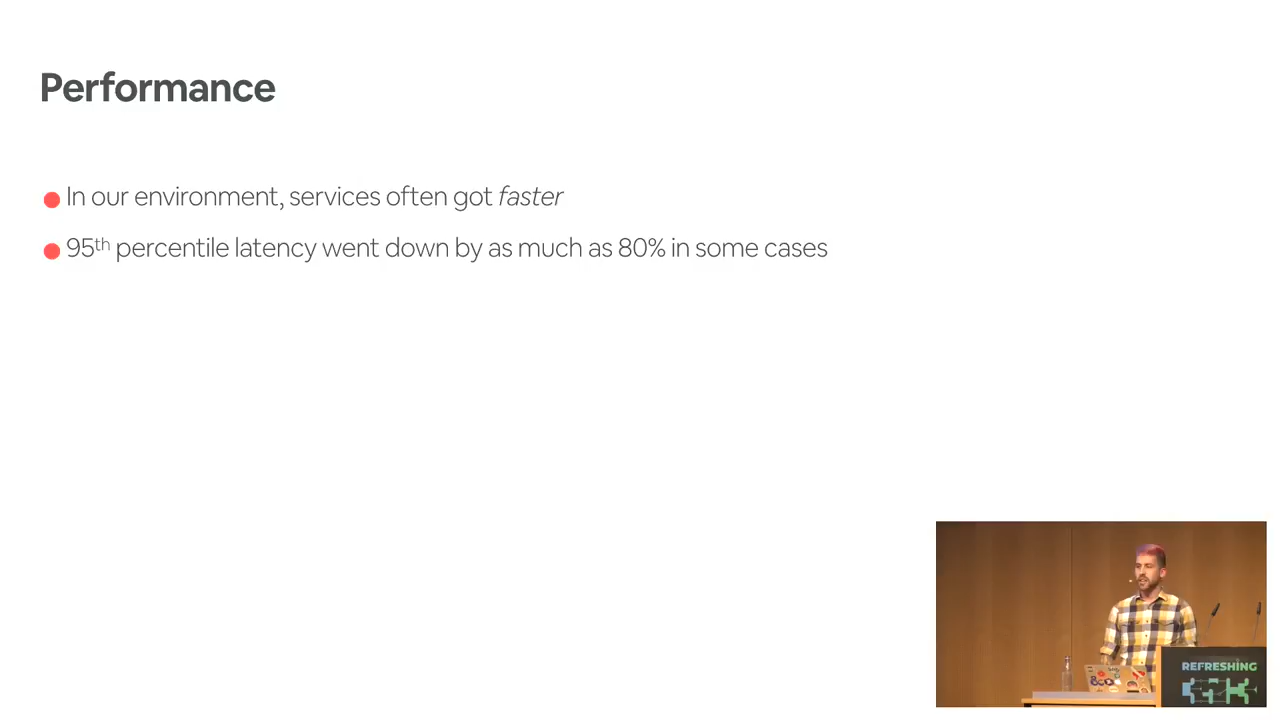 Performance
In our environment, services often got faster
95th percentile latency went down by as much as 80% in some cases
REFRESHING